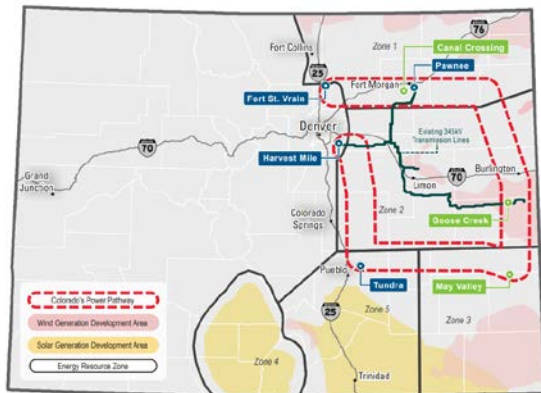 76
Zone 1
Canal Crossing
Fort Collins
Pawnee
25
Fort Morgan
Fort St. Vrain
Denver
Existing 345kV
Transmission Lines
70
Harvest Mile
70
Burlington
Limon
Grand
Junction
Zone 2
Goose Creek
Colorado
Springs
Pueblo
Tundra
May Valley
Colorado's Power Pathway
25
Zone 5
Zone 3
Wind Generation Development Area
Solar Generation Development Area
Zone 4
Energy Resource Zone
Trinidad